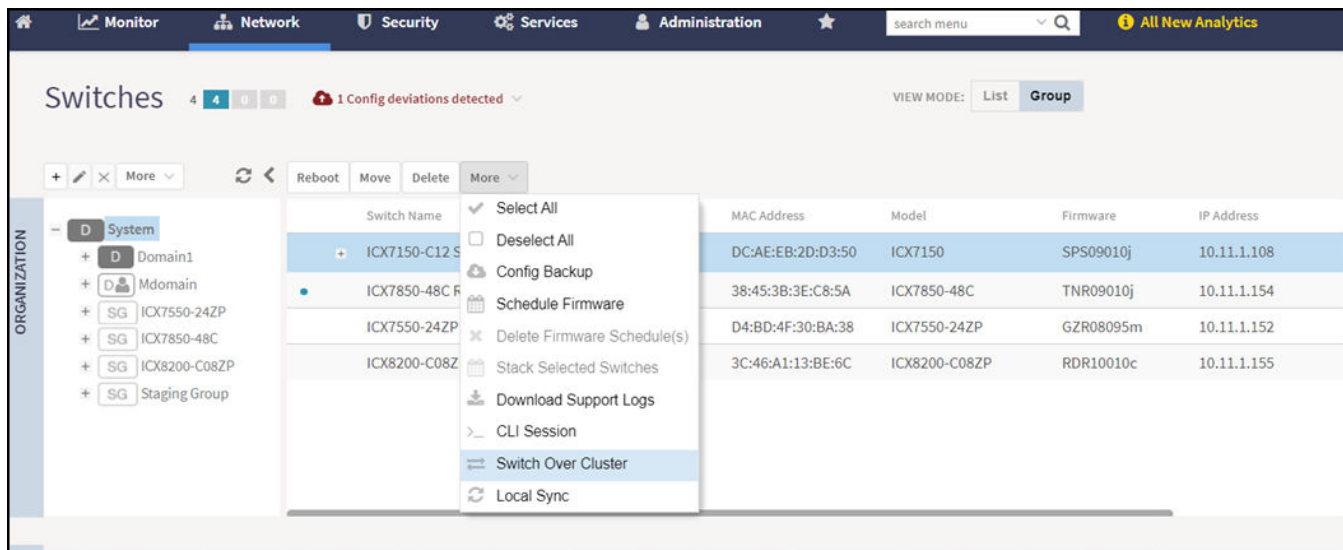 Monitor Network Security Services Administration search menu All New Analytics
Switches 4 4 0 0 1 Config deviations detected VIEW MODE: List Group
More Reboot Move Delete More
ORGANIZATION
D System
D Domain1
D Mdomain
SG ICX7550-24ZP
SG ICX7850-48C
SG ICX8200-C08ZP
SG Staging Group
Switch Name MAC Address Model Firmware IP Address
ICX7150-C12 S DC:AE:EB:2D:D3:50 ICX7150 SPS09010j 10.11.1.108
ICX7850-48C R 38:45:3B:3E:C8:5A ICX7850-48C TNR09010j 10.11.1.154
ICX7550-24ZP D4:BD:4F:30:BA:38 ICX7550-24ZP GZR08095m 10.11.1.152
ICX8200-C08Z 3C:46:A1:13:BE:6C ICX8200-C08ZP RDR10010c 10.11.1.155
Select All
Deselect All
Config Backup
Schedule Firmware
Delete Firmware Schedule(s)
Stack Selected Switches
Download Support Logs
CLI Session
Switch Over Cluster
Local Sync